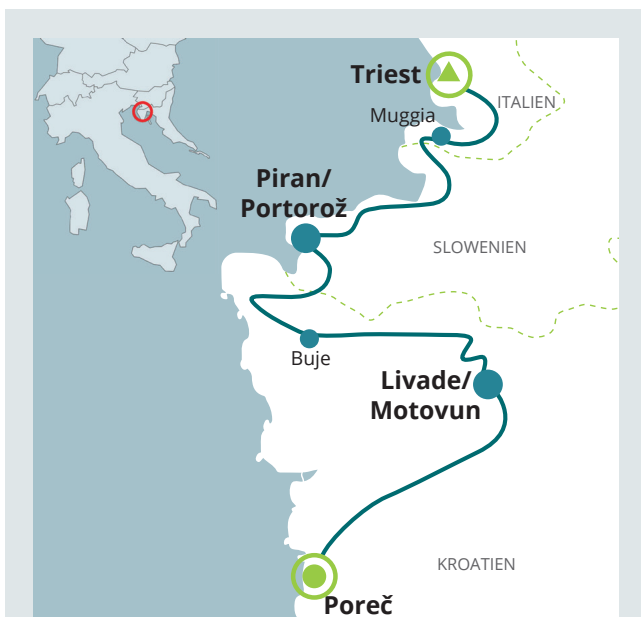 Triest
ITALIEN
Muggia
Piran/
Portorož
SLOWENIEN
Buje
Livade/
Motovun
KROATIEN
Poreč